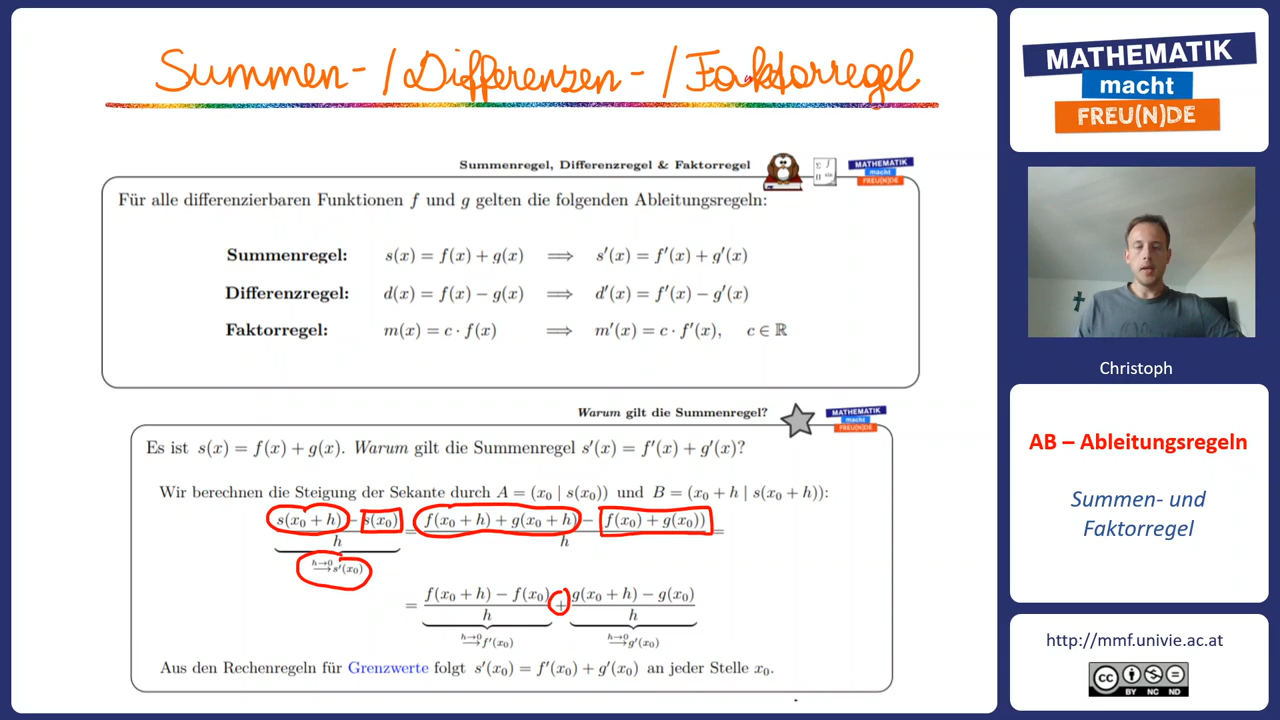 Summen-/Differenzen-/Faktorregel
Summenregel, Differenzregel & Faktorregel
MATHEMATIK
macht
FREU(N)DE
Für alle differenzierbaren Funktionen f und g gelten die folgenden Ableitungsregeln:
Summenregel: s(x) = f(x) + g(x) ⟹ s′(x) = f′(x) + g′(x)
Differenzregel: d(x) = f(x) − g(x) ⟹ d′(x) = f′(x) − g′(x)
Faktorregel: m(x) = c · f(x) ⟹ m′(x) = c · f′(x), c ∈ ℝ
Warum gilt die Summenregel?
MATHEMATIK
macht
FREU(N)DE
Es ist s(x) = f(x) + g(x). Warum gilt die Summenregel s′(x) = f′(x) + g′(x)?
Wir berechnen die Steigung der Sekante durch A = (x₀ | s(x₀)) und B = (x₀ + h | s(x₀ + h)):
s(x₀ + h) − s(x₀) = f(x₀ + h) + g(x₀ + h) − f(x₀) + g(x₀)) =
h h
h→0 ⟶ s′(x₀)
= f(x₀ + h) − f(x₀) + g(x₀ + h) − g(x₀)
h h
h→0 ⟶ f′(x₀) h→0 ⟶ g′(x₀)
Aus den Rechenregeln für Grenzwerte folgt s′(x₀) = f′(x₀) + g′(x₀) an jeder Stelle x₀.
MATHEMATIK
macht
FREU(N)DE
Christoph
AB – Ableitungsregeln
Summen- und
Faktorregel
http://mmf.univie.ac.at
cc
BY NC ND